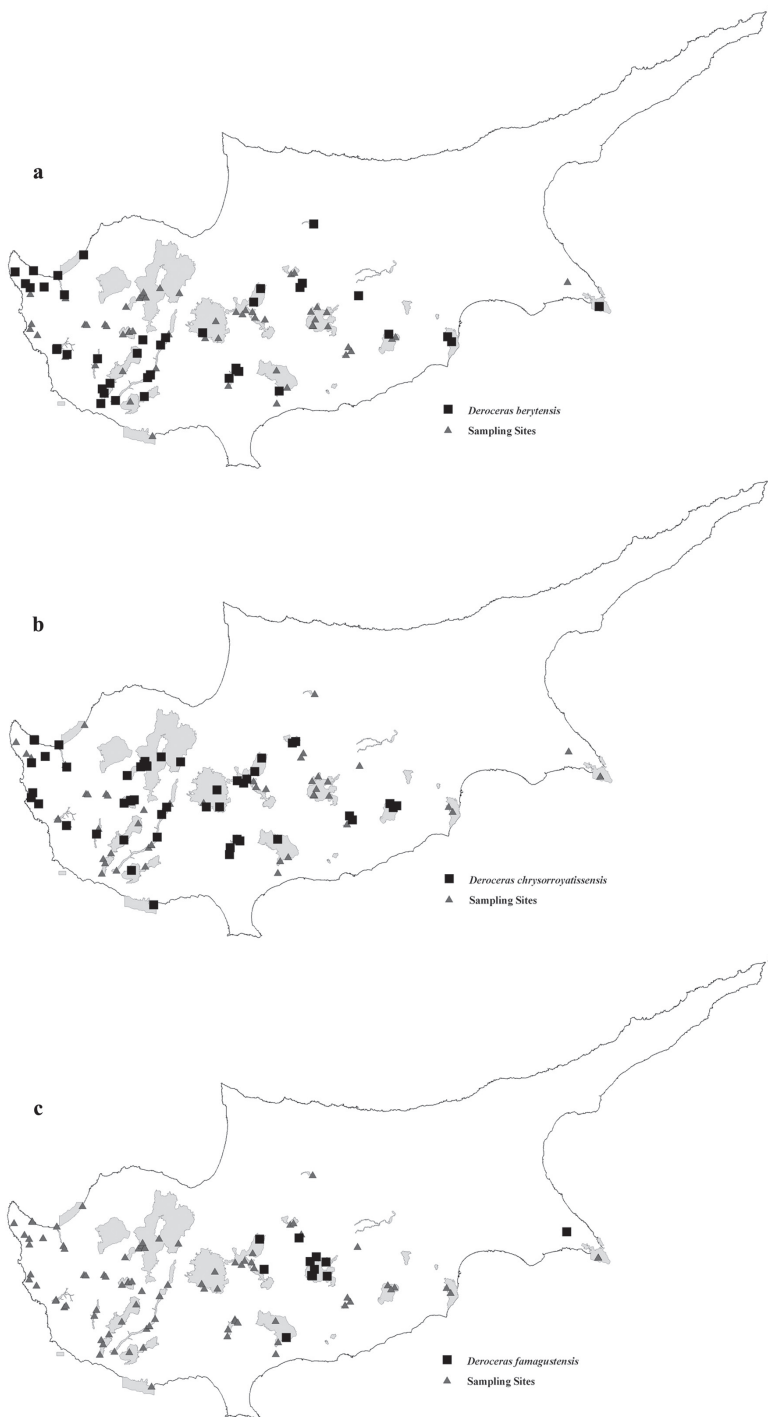 a
Deroceras berytensis
Sampling Sites
b
Deroceras chrysorroyatissensis
Sampling Sites
c
Deroceras famagustensis
Sampling Sites